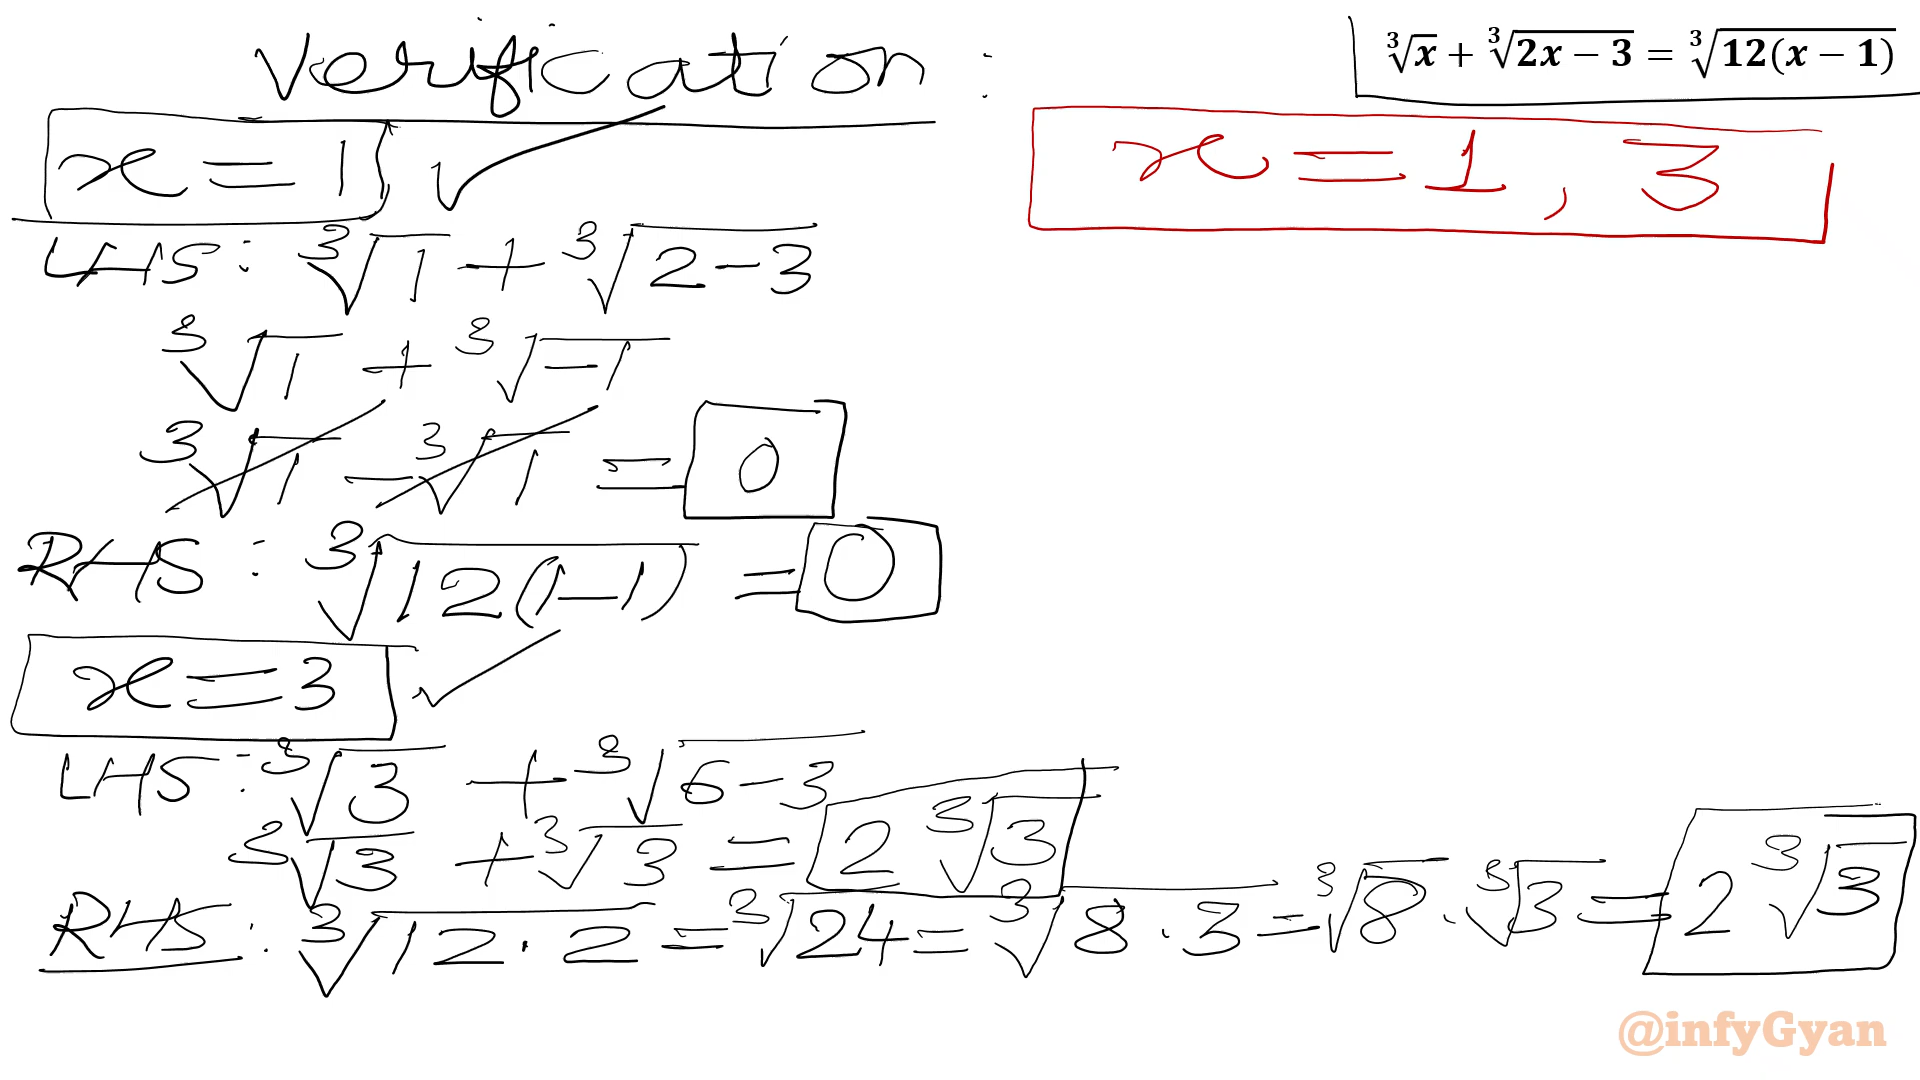 Verification :
∛x + ∛(2x − 3) = ∛(12(x − 1))
x = 1, 3
x = 1 ✓
LHS : ∛1 + ∛(2−3)
∛1 + ∛(−1)
∛1 − ∛1 = 0
RHS : ∛(12(1−1)) = 0
x = 3 ✓
LHS : ∛3 + ∛(6−3)
∛3 + ∛3 = 2 ∛3
RHS : ∛(12·2) = ∛24 = ∛(8·3) = ∛8 · ∛3 = 2 ∛3
@infyGyan